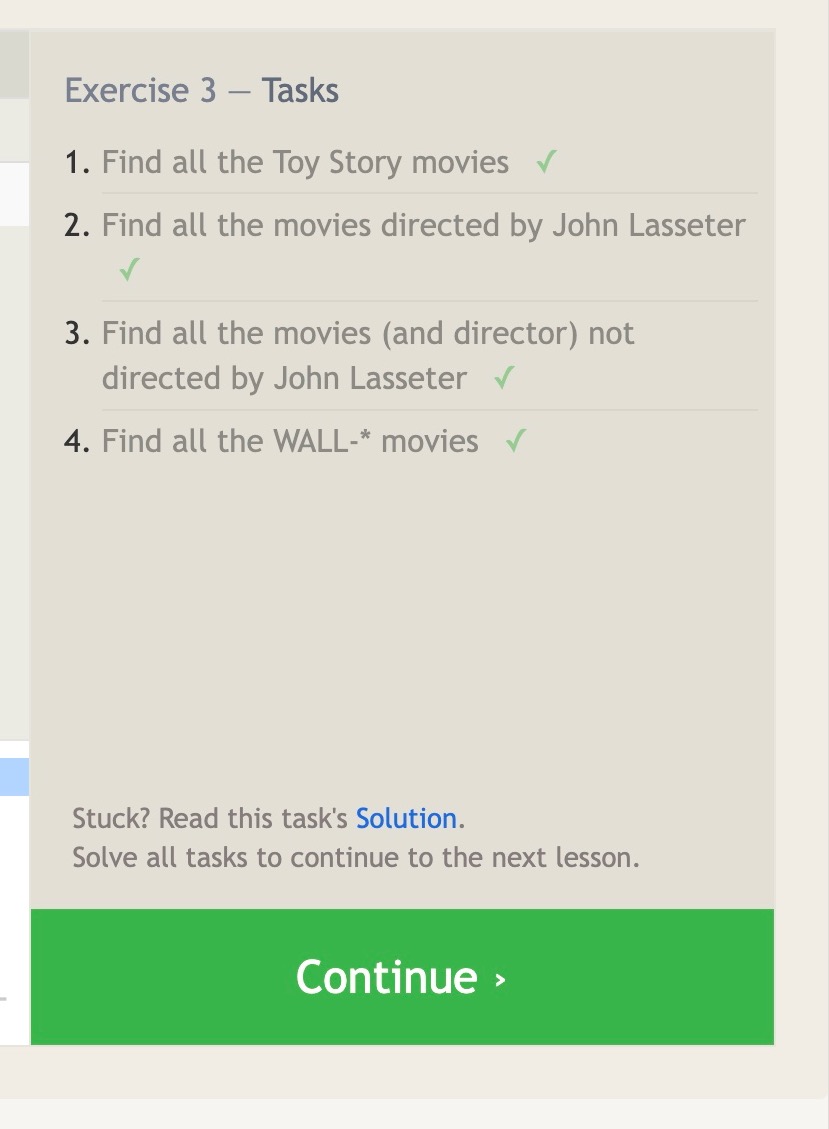 Exercise 3 — Tasks
1. Find all the Toy Story movies ✓
2. Find all the movies directed by John Lasseter
✓
3. Find all the movies (and director) not
directed by John Lasseter ✓
4. Find all the WALL-* movies ✓
Stuck? Read this task's Solution.
Solve all tasks to continue to the next lesson.
Continue ›